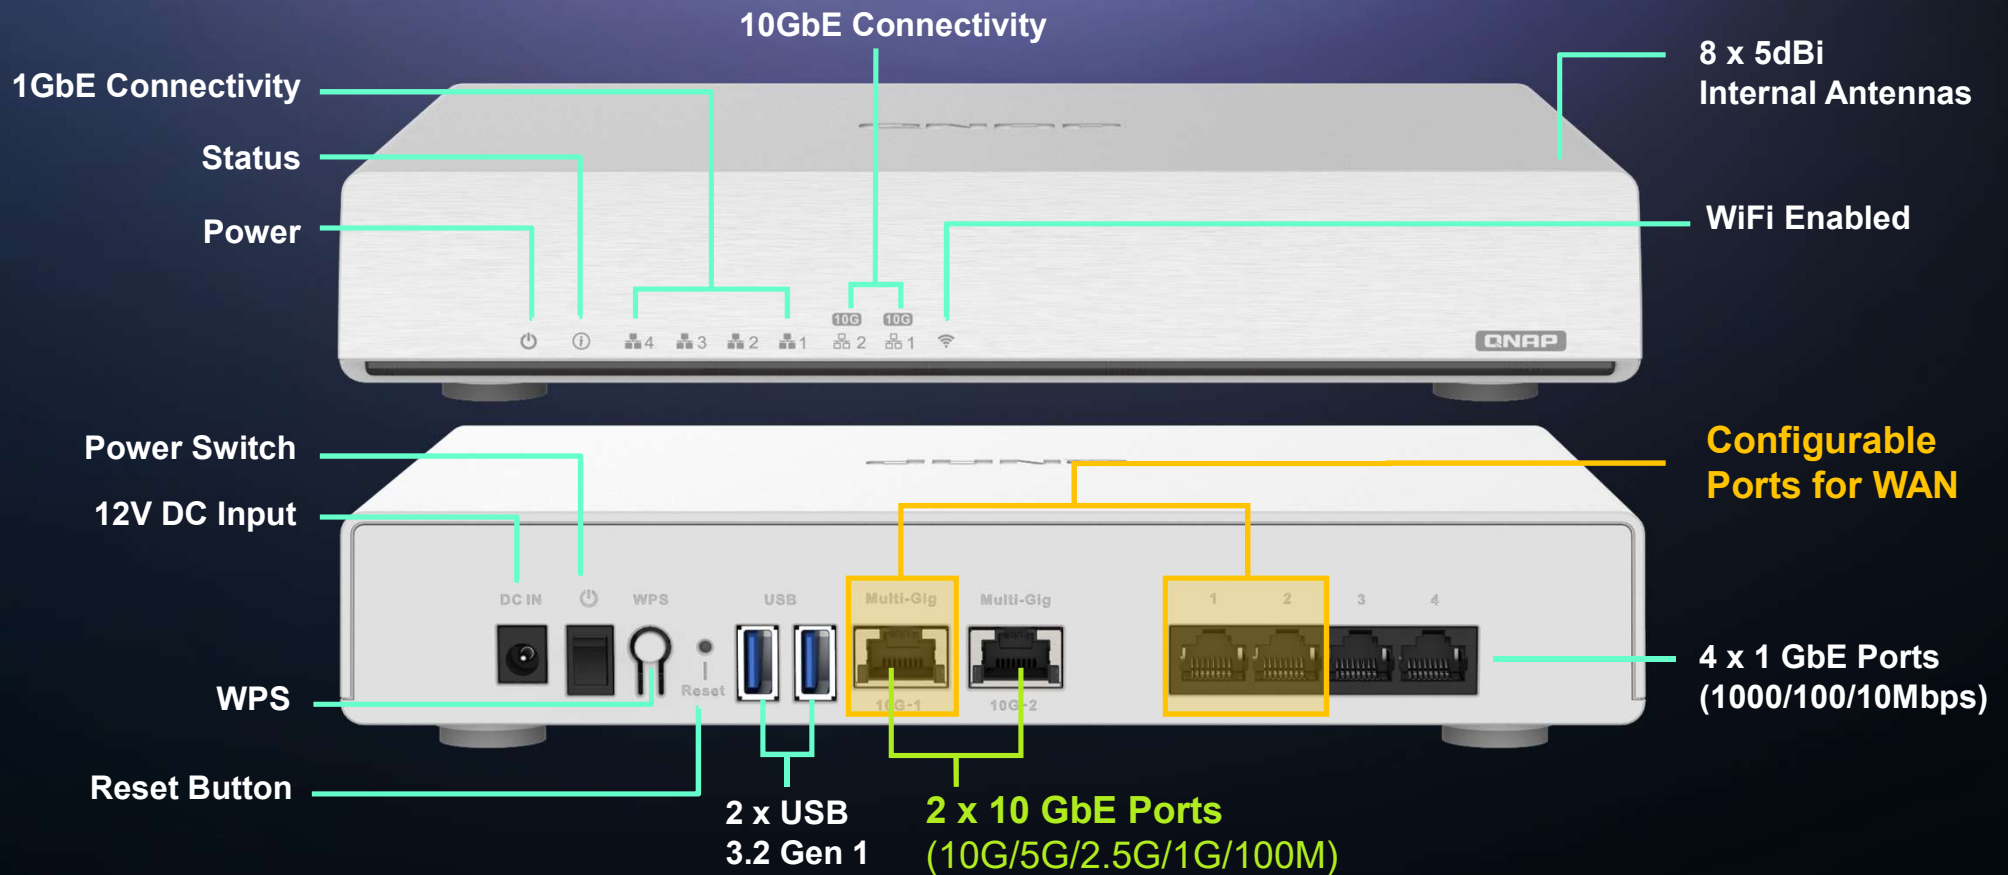 10GbE Connectivity
1GbE Connectivity
8 x 5dBi
Internal Antennas
Status
Power
WiFi Enabled
10G
10G
4
3
2
1
2
1
QNAP
QNAP
Power Switch
12V DC Input
Configurable
Ports for WAN
DC IN
WPS
USB
Multi-Gig
Multi-Gig
1
2
3
4
Reset
10G-1
10G-2
WPS
4 x 1 GbE Ports
(1000/100/10Mbps)
Reset Button
2 x USB
3.2 Gen 1
2 x 10 GbE Ports
(10G/5G/2.5G/1G/100M)